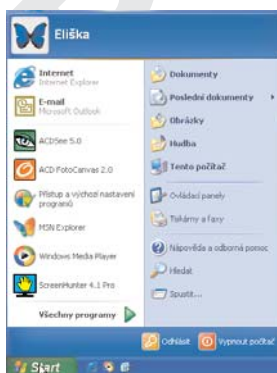 Eliška
Internet
Internet Explorer
E-mail
Microsoft Outlook
ACDSee 5.0
ACD FotoCanvas 2.0
Přístup a výchozí nastavení
programů
MSN Explorer
Windows Media Player
ScreenHunter 4.1 Pro
Všechny programy
Dokumenty
Poslední dokumenty
Obrázky
Hudba
Tento počítač
Ovládací panely
Tiskárny a faxy
Nápověda a odborná pomoc
Hledat
Spustit...
Odhlásit
Vypnout počítač
Start